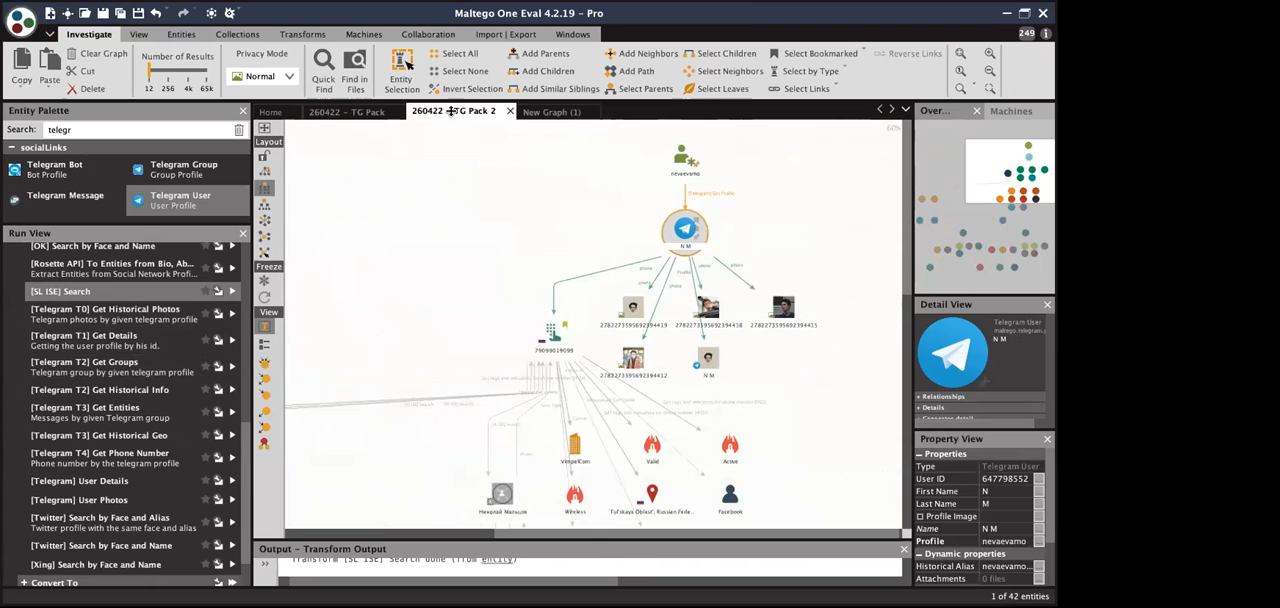 Maltego One Eval 4.2.19 - Pro
Investigate View Entities Collections Transforms Machines Collaboration Import | Export Windows
249
Copy
Paste
Clear Graph
Cut
Delete
Number of Results
12 256 4k 65k
Privacy Mode
Normal
Quick Find
Find in Files
Entity Selection
Select All
Select None
Invert Selection
Add Parents
Add Children
Add Similar Siblings
Add Neighbors
Add Path
Select Parents
Select Children
Select Neighbors
Select Leaves
Select Bookmarked
Select by Type
Select Links
Reverse Links
Entity Palette
Search: telegr
socialLinks
Telegram Bot
Bot Profile
Telegram Group
Group Profile
Telegram Message
Telegram User
User Profile
Run View
[OK] Search by Face and Name
[Rosette API] To Entities from Bio, Ab...
Extract Entities from Social Network Profi...
[SL ISE] Search
[Telegram T0] Get Historical Photos
Telegram photos by given telegram profile
[Telegram T1] Get Details
Getting the user profile by his id.
[Telegram T2] Get Groups
Telegram group by given telegram profile
[Telegram T2] Get Historical Info
[Telegram T3] Get Entities
Messages by given Telegram group
[Telegram T3] Get Historical Geo
[Telegram T4] Get Phone Number
Phone number by the telegram profile
[Telegram] User Details
[Telegram] User Photos
[Twitter] Search by Face and Alias
Twitter profile with the same face and alias
[Twitter] Search by Face and Name
[Xing] Search by Face and Name
Convert To
Home
260422 - TG Pack
260422 - TG Pack 2
New Graph (1)
Layout
Freeze
View
60%
nevaevamo
N M
phone
phone
phone
2782273595692394419
2782273595692394418
2782273595692394415
79099019099
2782273595692394412
N M
VimpelCom
Valid
Active
Николай Мальцов
Wireless
Tul'skaya Oblast', Russian Fede...
Facebook
Output - Transform Output
Transform [SL ISE] Search done (from entity)
Over...
Machines
Detail View
Telegram User
maltego.telegram.
N M
+ Relationships
+ Details
Property View
Properties
Type Telegram User
User ID 647798552
First Name N
Last Name M
Profile Image
Name N M
Profile nevaevamo
Dynamic properties
Historical Alias nevaevamo...
Attachments 0 files
1 of 42 entities